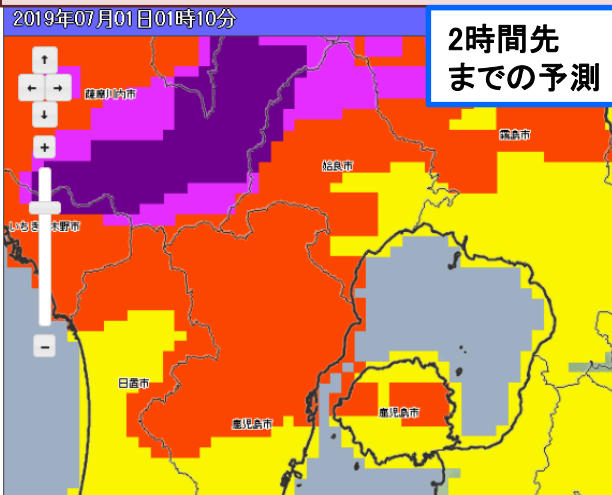 2019年07月01日01時10分
2時間先
までの予測
↑
← →
↓
+
−
薩摩川内市
霧島市
姶良市
いちき 木野市
日置市
鹿児島市
鹿児島市